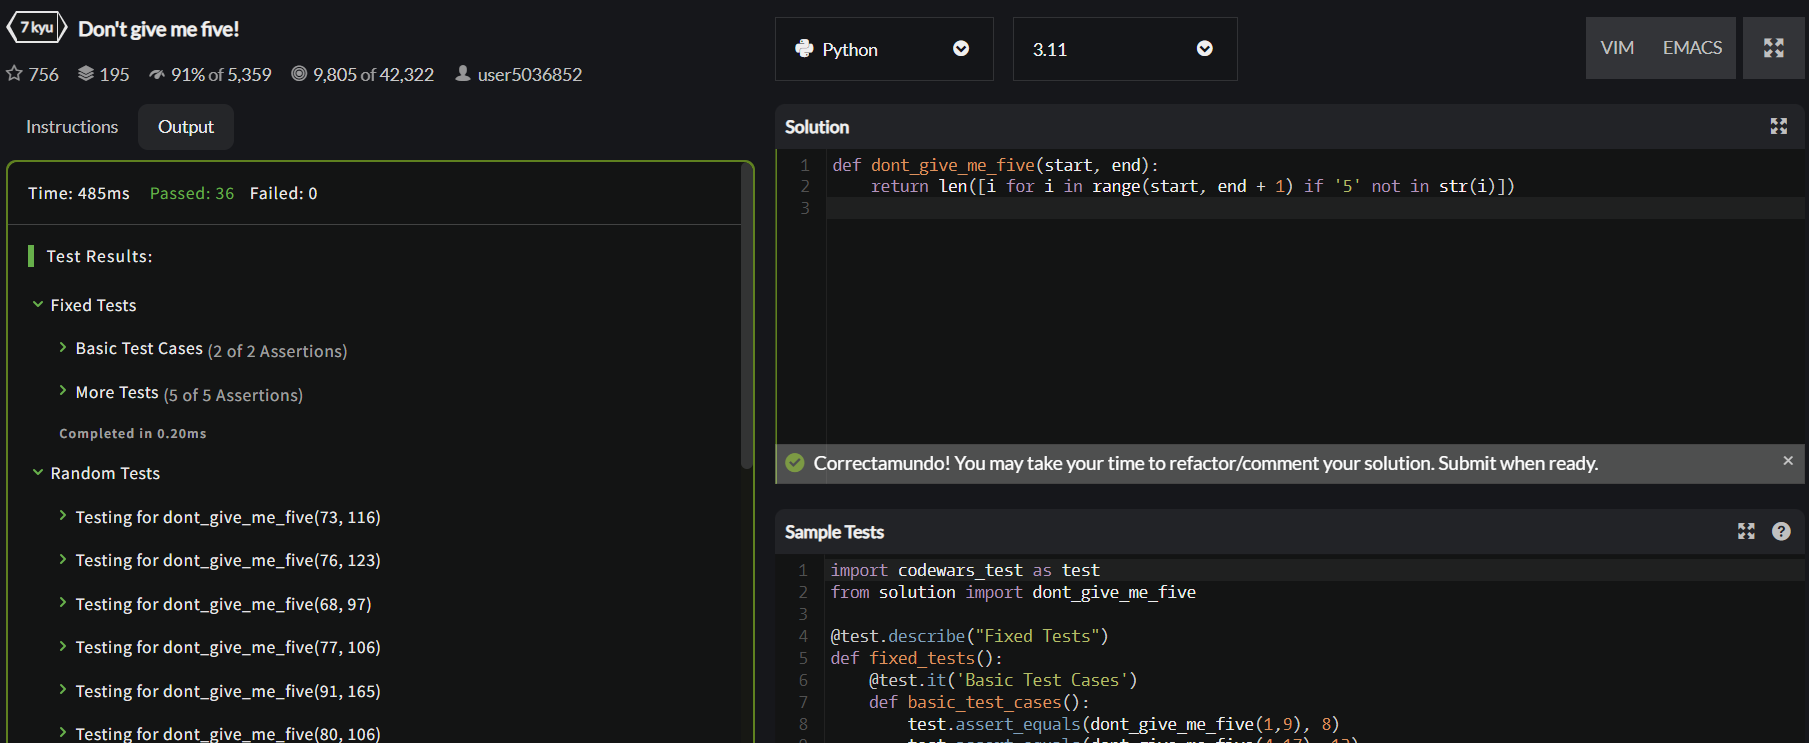 7 kyu Don't give me five!
756 195 91% of 5,359 9,805 of 42,322 user5036852
Instructions Output
Time: 485ms Passed: 36 Failed: 0
Test Results:
Fixed Tests
Basic Test Cases (2 of 2 Assertions)
More Tests (5 of 5 Assertions)
Completed in 0.20ms
Random Tests
Testing for dont_give_me_five(73, 116)
Testing for dont_give_me_five(76, 123)
Testing for dont_give_me_five(68, 97)
Testing for dont_give_me_five(77, 106)
Testing for dont_give_me_five(91, 165)
Testing for dont_give_me_five(80, 106)
Python 3.11 VIM EMACS
Solution
1 def dont_give_me_five(start, end):
2     return len([i for i in range(start, end + 1) if '5' not in str(i)])
3
Correctamundo! You may take your time to refactor/comment your solution. Submit when ready. ×
Sample Tests ?
1 import codewars_test as test
2 from solution import dont_give_me_five
3
4 @test.describe("Fixed Tests")
5 def fixed_tests():
6     @test.it('Basic Test Cases')
7     def basic_test_cases():
8         test.assert_equals(dont_give_me_five(1,9), 8)